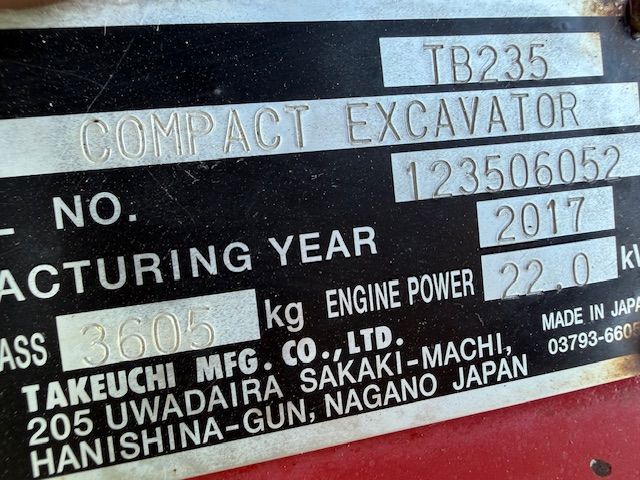 TB235
COMPACT EXCAVATOR
123506052
L NO.
ACTURING YEAR 2017
ASS 3605 kg ENGINE POWER 22.0 k
TAKEUCHI MFG. CO.,LTD. MADE IN JAPA
205 UWADAIRA SAKAKI-MACHI, 03793-660
HANISHINA-GUN, NAGANO JAPAN